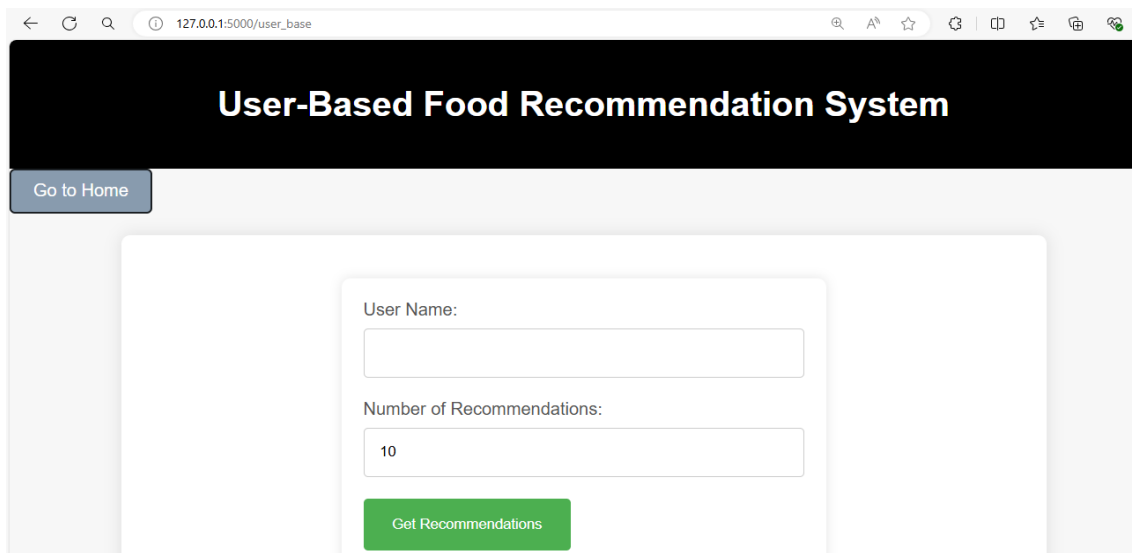 127.0.0.1:5000/user_base
User-Based Food Recommendation System
Go to Home
User Name:
Number of Recommendations:
10
Get Recommendations